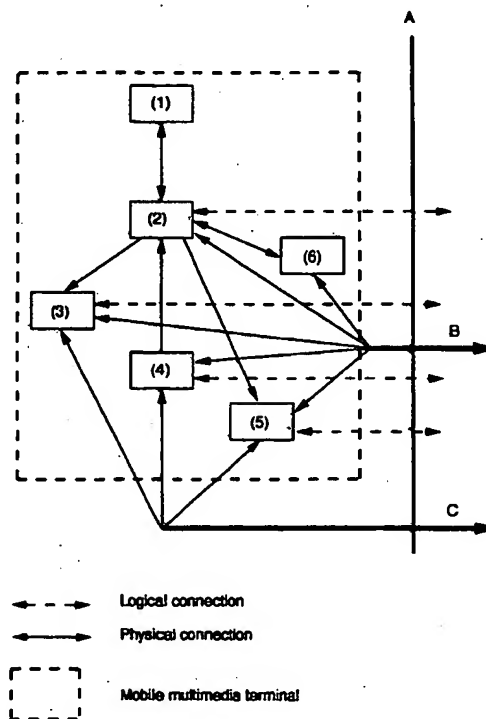 A
(1)
(2)
(6)
(3)
B
(4)
(5)
C
Logical connection
Physical connection
Mobile multimedia terminal